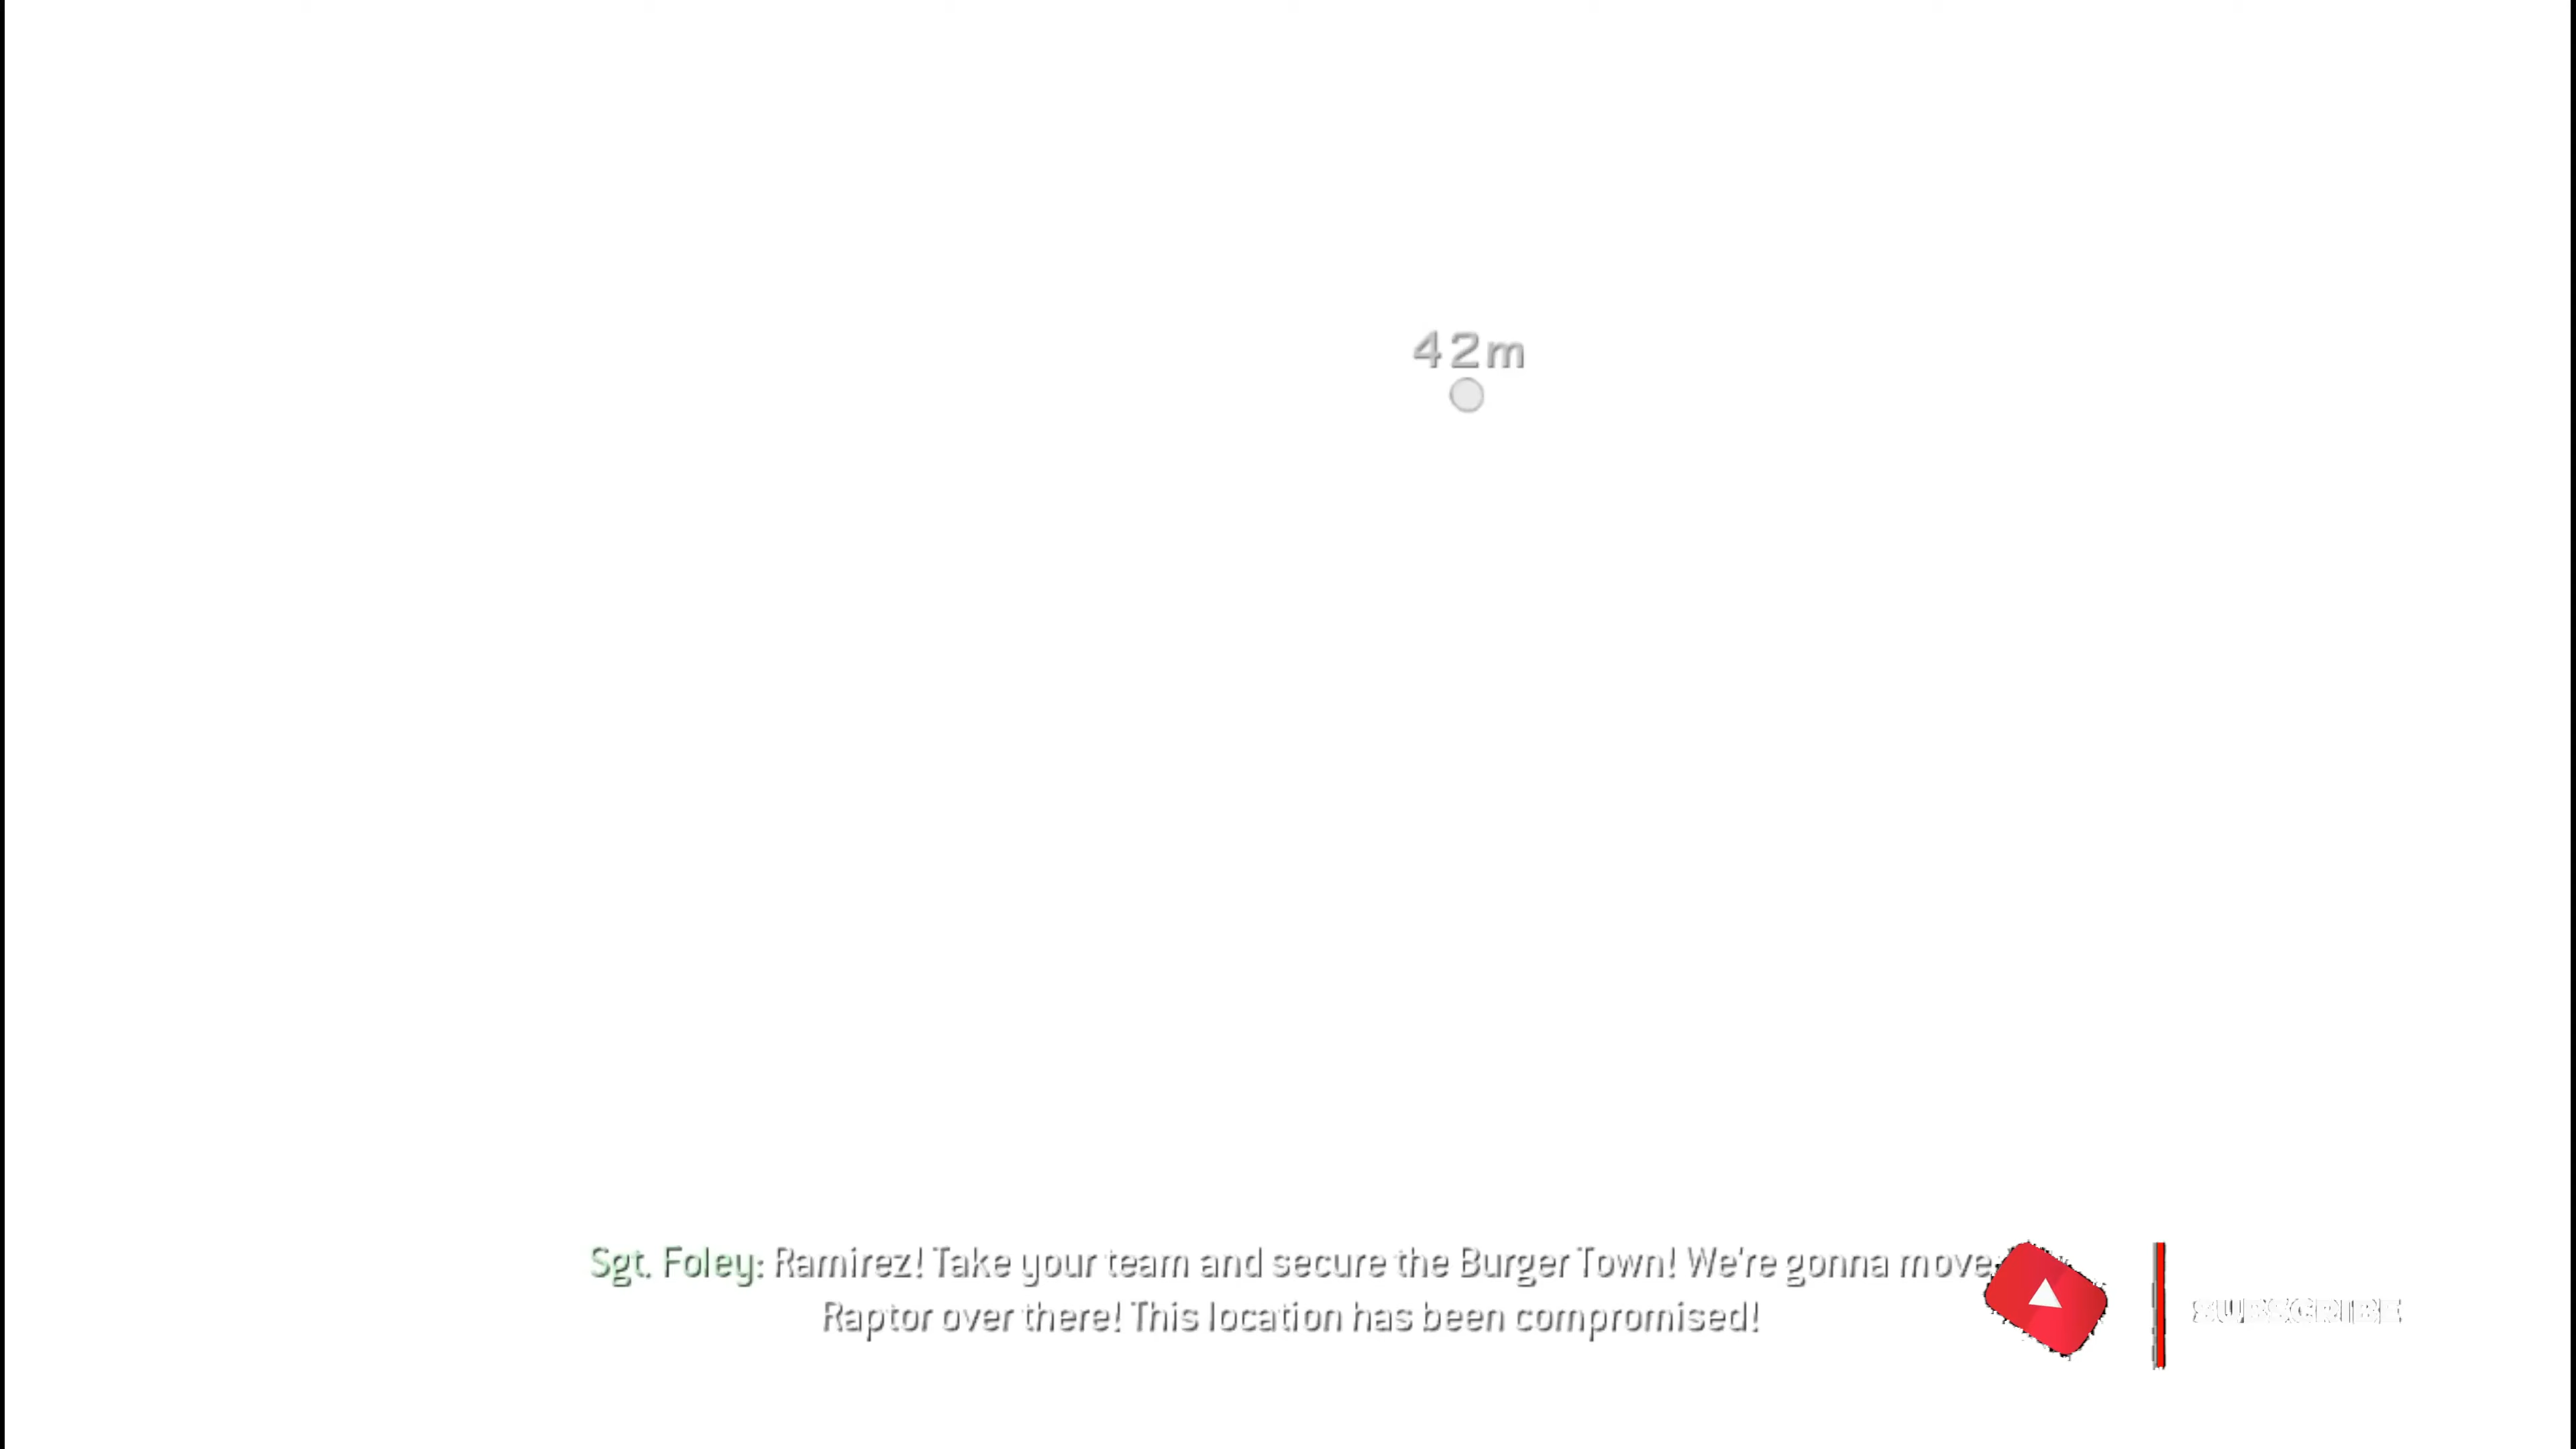 42m
Sgt. Foley: Ramirez! Take your team and secure the Burger Town! We're gonna move
Raptor over there! This location has been compromised!
SUBSCRIBE